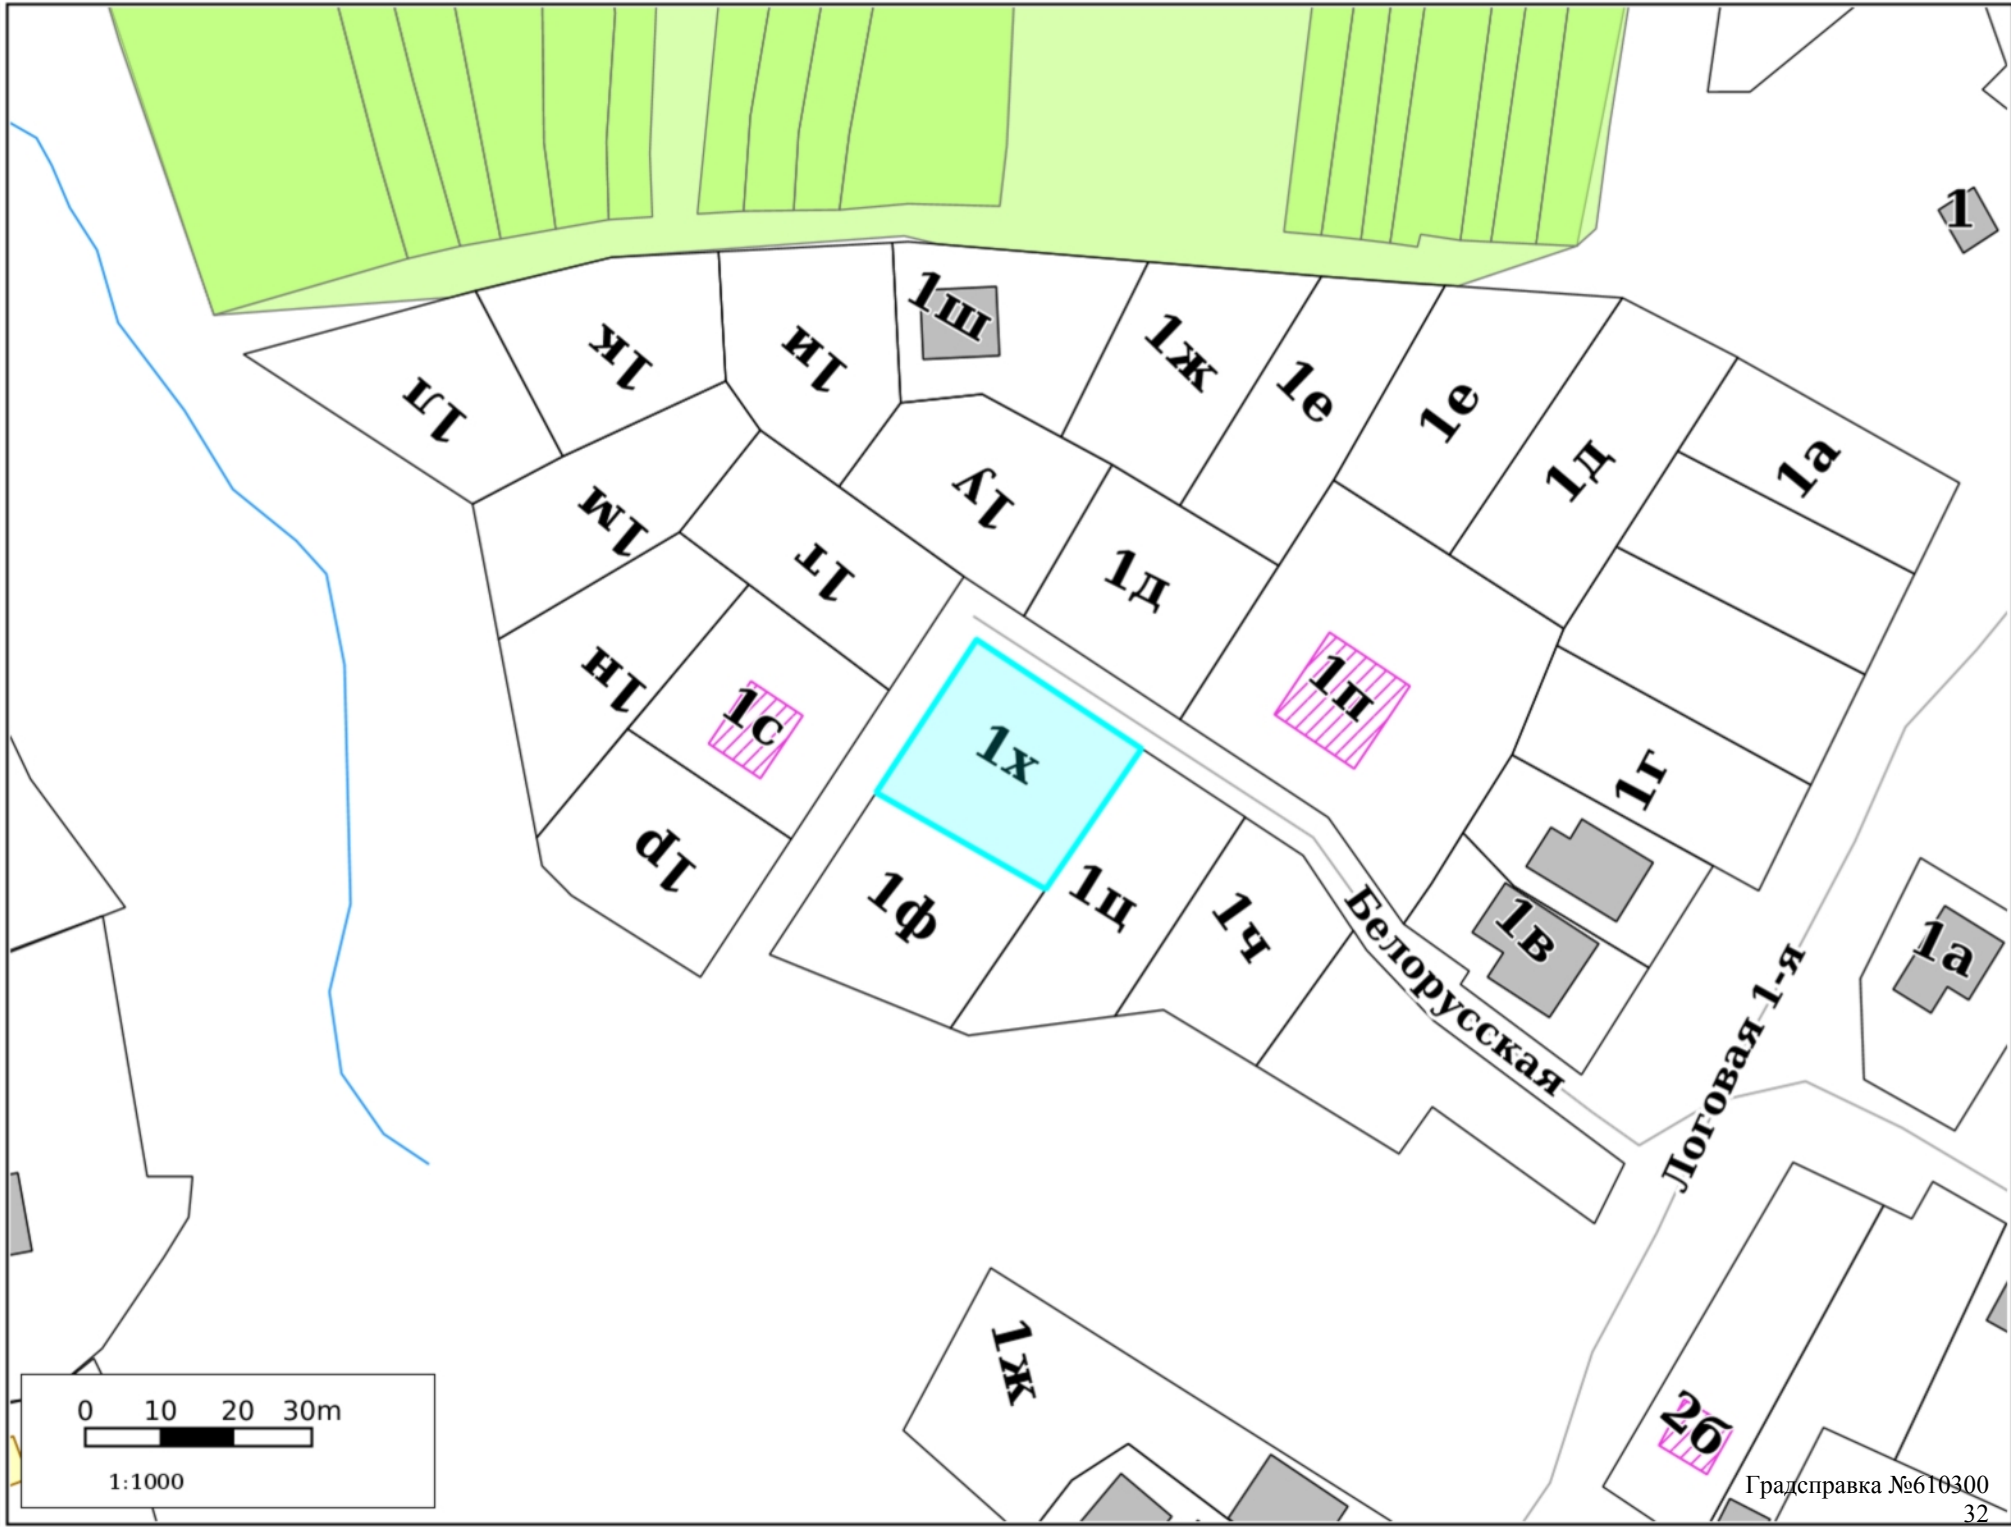 1
1ш
1к
1и
1ж
1л
1е
1е
1д
1а
1у
1м
1т
1д
1н
1с
1п
1х
1г
1р
1ф
1ц
1ч
Белорусская
1в
1а
Логовая 1-я
1ж
2б
0 10 20 30m
1:1000
Градсправка №610300
32